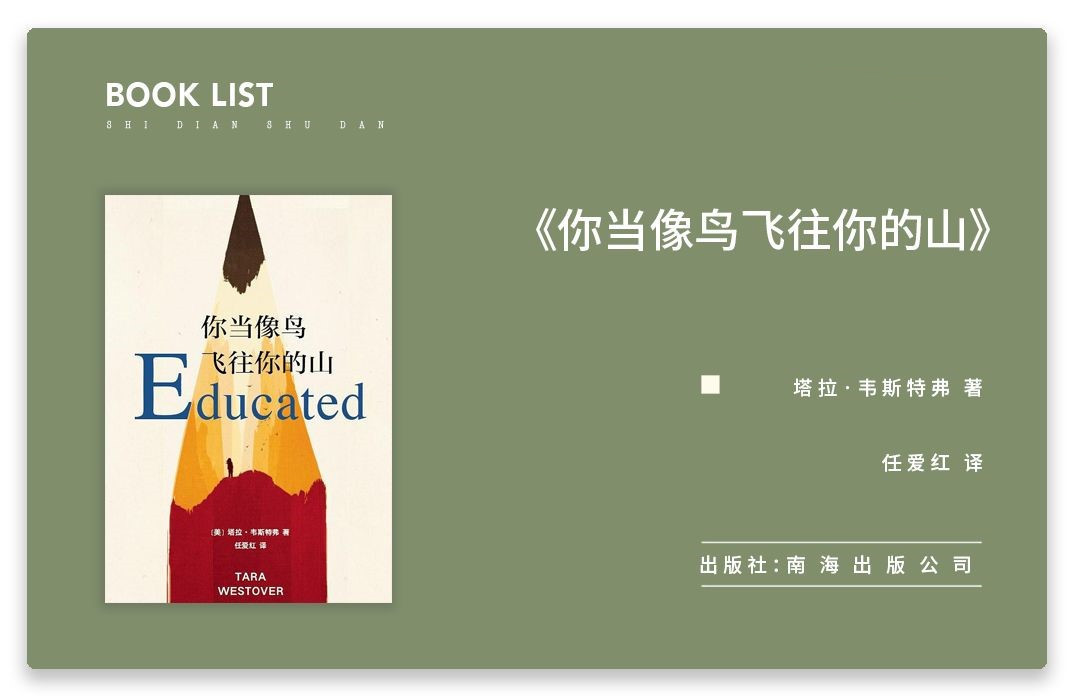 BOOK LIST
SHI DIAN SHU DAN
你当像鸟
飞往你的山
Educated
[美] 塔拉·韦斯特弗 著
任爱红 译
TARA
WESTOVER
《你当像鸟飞往你的山》
塔拉·韦斯特弗 著
任爱红 译
出版社:南海出版公司